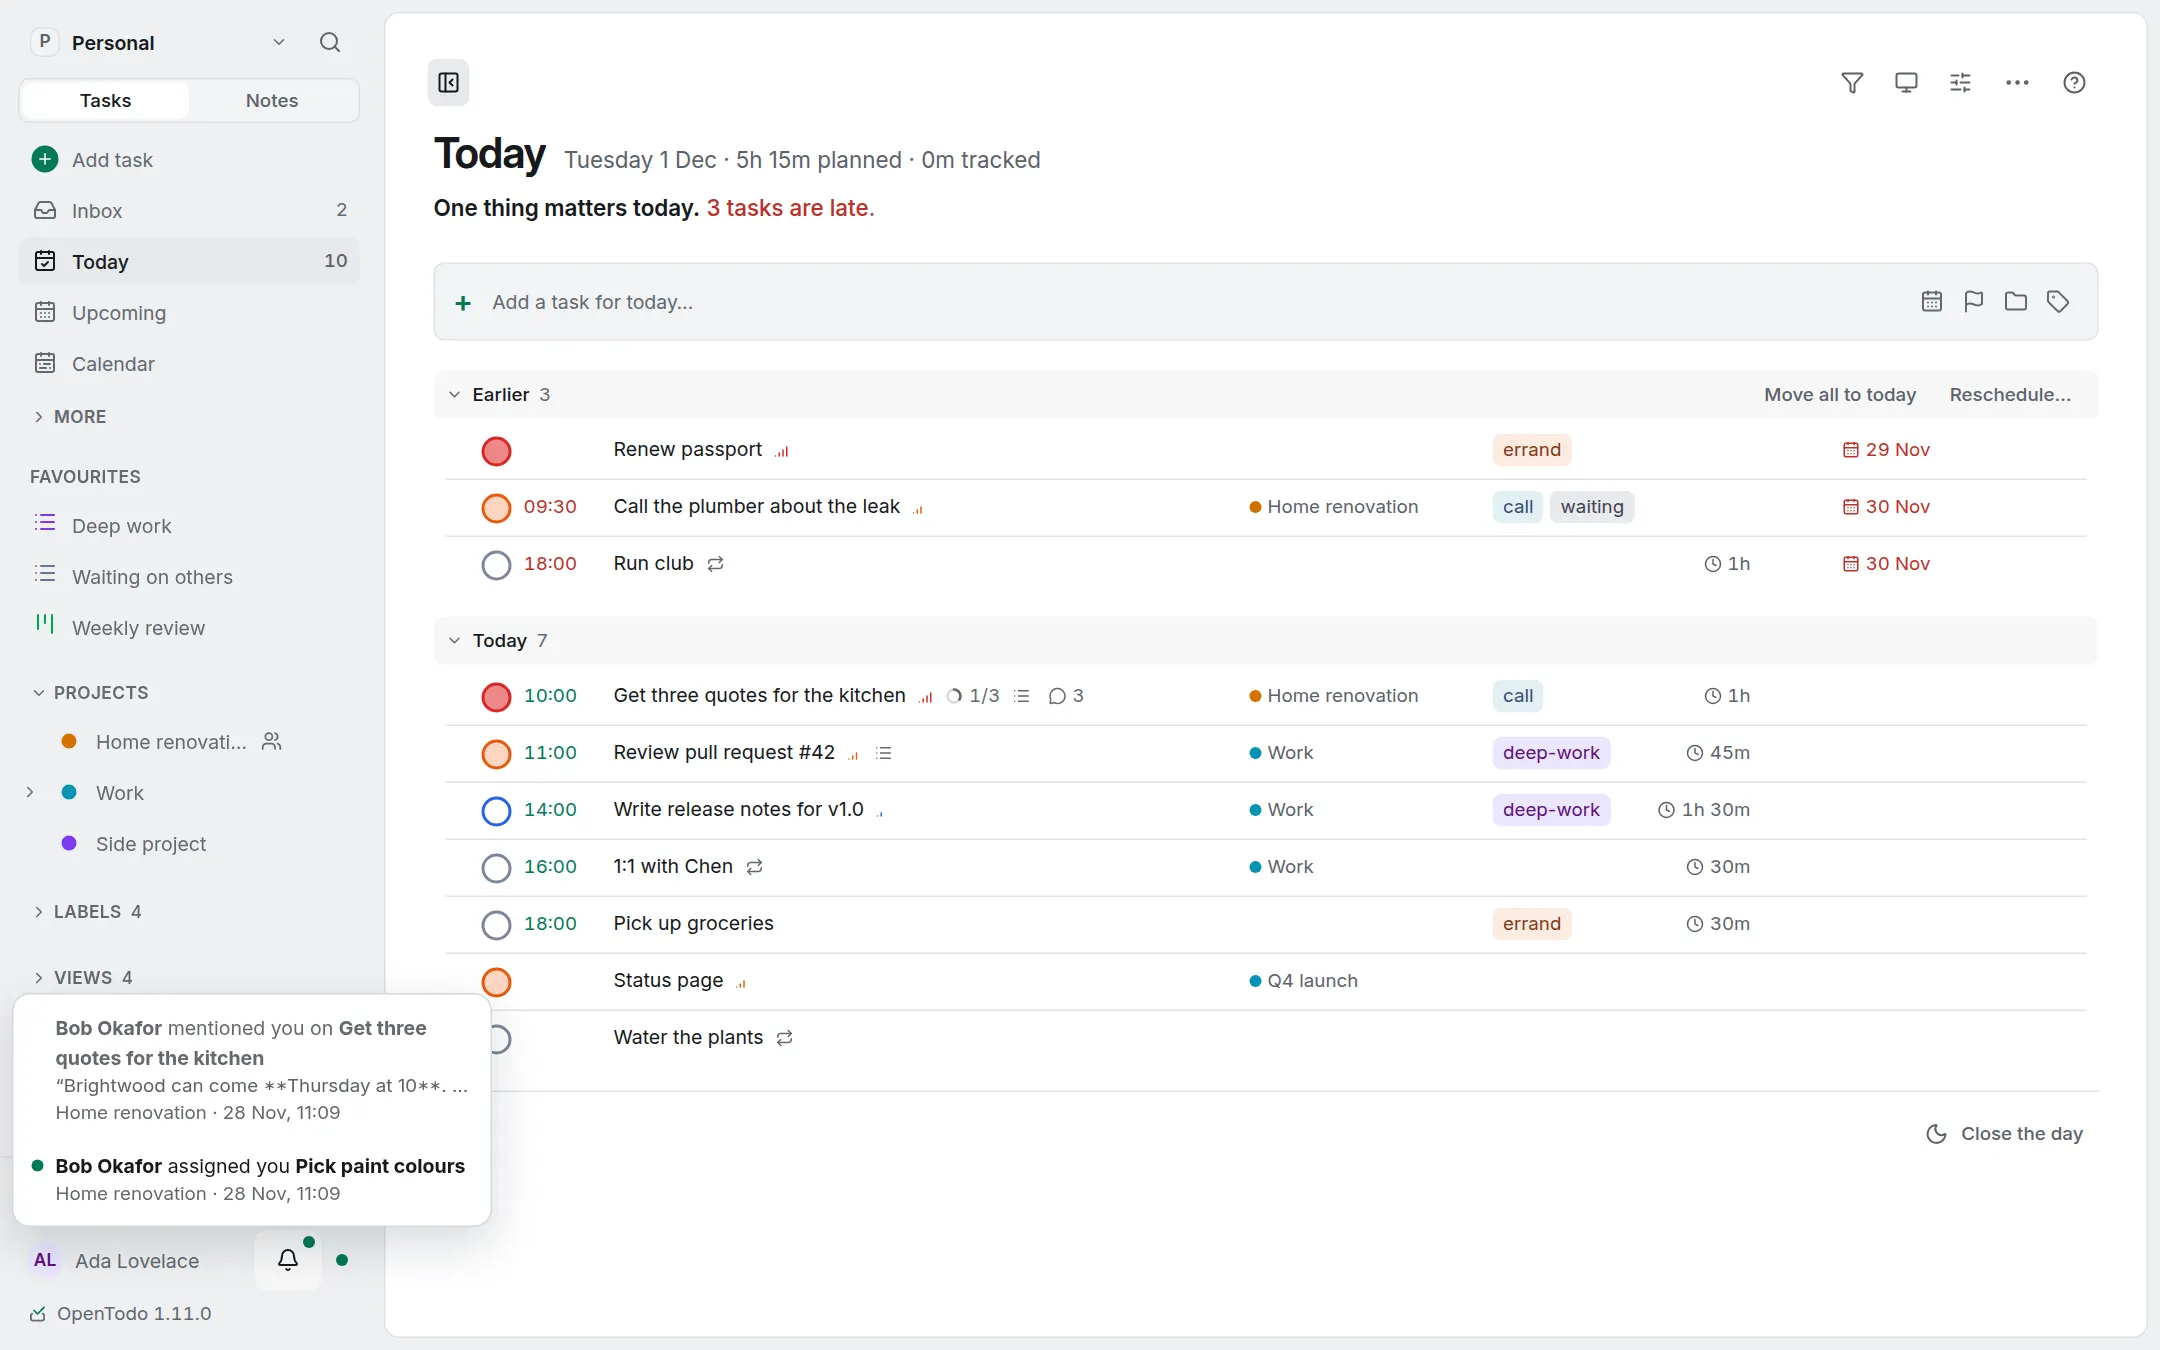 P Personal
Tasks Notes
Add task
Inbox 2
Today 10
Upcoming
Calendar
MORE
FAVOURITES
Deep work
Waiting on others
Weekly review
PROJECTS
Home renovati...
Work
Side project
LABELS 4
VIEWS 4
Bob Okafor mentioned you on Get three
quotes for the kitchen
“Brightwood can come **Thursday at 10**. ...
Home renovation · 28 Nov, 11:09
Bob Okafor assigned you Pick paint colours
Home renovation · 28 Nov, 11:09
AL Ada Lovelace
OpenTodo 1.11.0
Today Tuesday 1 Dec · 5h 15m planned · 0m tracked
One thing matters today. 3 tasks are late.
+ Add a task for today...
Earlier 3 Move all to today Reschedule...
Renew passport errand 29 Nov
09:30 Call the plumber about the leak Home renovation call waiting 30 Nov
18:00 Run club 1h 30 Nov
Today 7
10:00 Get three quotes for the kitchen 1/3 3 Home renovation call 1h
11:00 Review pull request #42 Work deep-work 45m
14:00 Write release notes for v1.0 Work deep-work 1h 30m
16:00 1:1 with Chen Work 30m
18:00 Pick up groceries errand 30m
Status page Q4 launch
Water the plants
Close the day